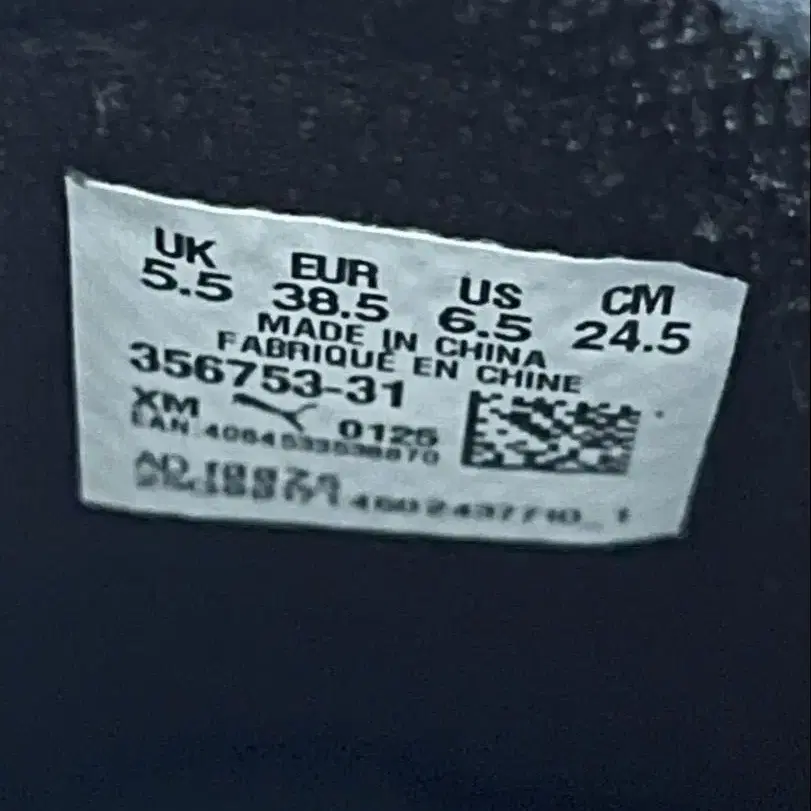 UK EUR US CM
5.5 38.5 6.5 24.5
MADE IN CHINA
FABRIQUÉ EN CHINE
356753-31
XM 0125
EAN: